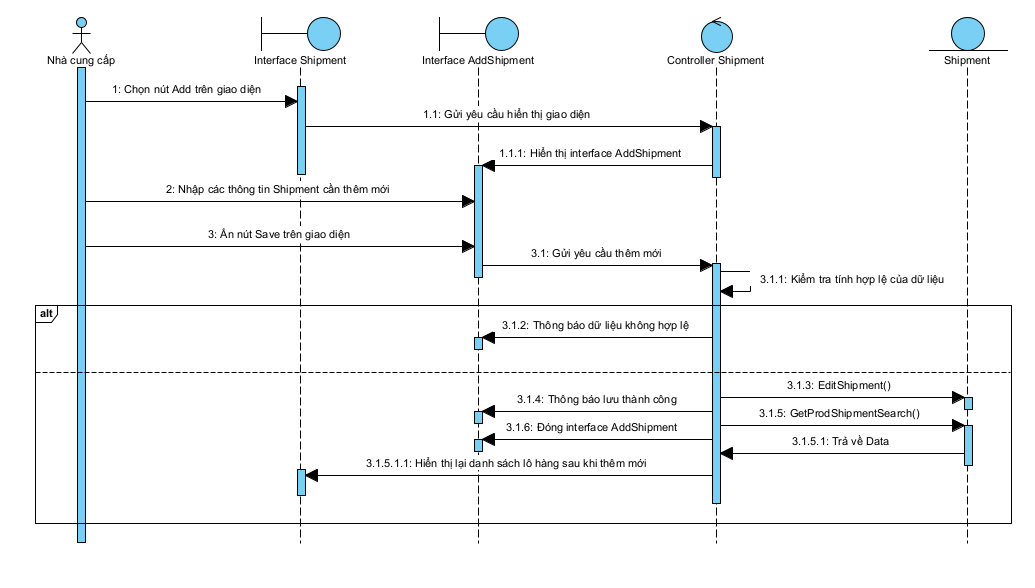 Nhà cung cấp
Interface Shipment
Interface AddShipment
Controller Shipment
Shipment
1: Chọn nút Add trên giao diện
1.1: Gửi yêu cầu hiển thị giao diện
1.1.1: Hiển thị interface AddShipment
2: Nhập các thông tin Shipment cần thêm mới
3: Ấn nút Save trên giao diện
3.1: Gửi yêu cầu thêm mới
3.1.1: Kiểm tra tính hợp lệ của dữ liệu
alt
3.1.2: Thông báo dữ liệu không hợp lệ
3.1.3: EditShipment()
3.1.4: Thông báo lưu thành công
3.1.5: GetProdShipmentSearch()
3.1.6: Đóng interface AddShipment
3.1.5.1: Trả về Data
3.1.5.1.1: Hiển thị lại danh sách lô hàng sau khi thêm mới